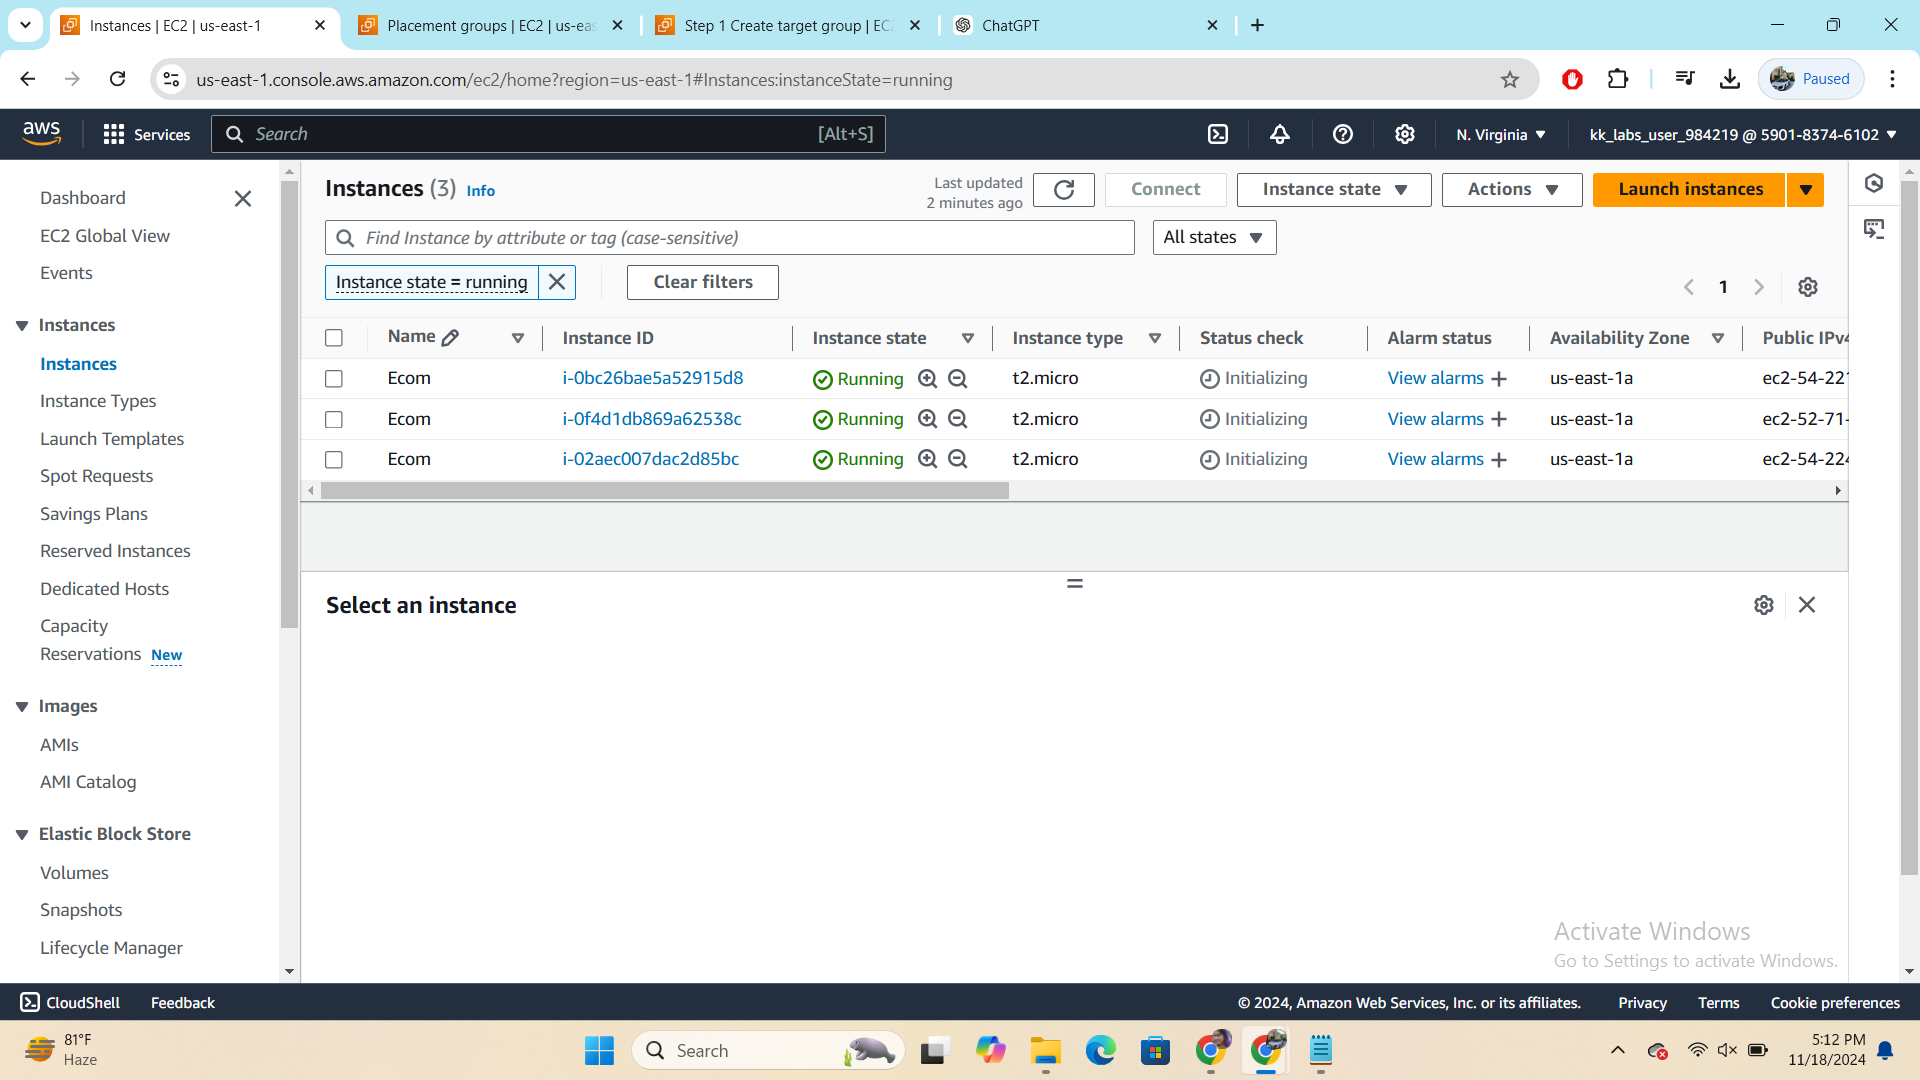 Instances | EC2 | us-east-1
Placement groups | EC2 | us-eas
Step 1 Create target group | EC
ChatGPT
us-east-1.console.aws.amazon.com/ec2/home?region=us-east-1#Instances:instanceState=running
Paused
aws
Services
Search
[Alt+S]
N. Virginia
kk_labs_user_984219 @ 5901-8374-6102
Dashboard
EC2 Global View
Events
Instances
Instances
Instance Types
Launch Templates
Spot Requests
Savings Plans
Reserved Instances
Dedicated Hosts
Capacity
Reservations New
Images
AMIs
AMI Catalog
Elastic Block Store
Volumes
Snapshots
Lifecycle Manager
Instances (3) Info
Last updated
2 minutes ago
Connect
Instance state
Actions
Launch instances
Find Instance by attribute or tag (case-sensitive)
All states
Instance state = running
Clear filters
1
Name Instance ID Instance state Instance type Status check Alarm status Availability Zone Public IPv4
Ecom i-0bc26bae5a52915d8 Running t2.micro Initializing View alarms + us-east-1a ec2-54-221
Ecom i-0f4d1db869a62538c Running t2.micro Initializing View alarms + us-east-1a ec2-52-71-
Ecom i-02aec007dac2d85bc Running t2.micro Initializing View alarms + us-east-1a ec2-54-224
Select an instance
Activate Windows
Go to Settings to activate Windows.
CloudShell
Feedback
© 2024, Amazon Web Services, Inc. or its affiliates.
Privacy
Terms
Cookie preferences
81°F
Haze
Search
5:12 PM
11/18/2024